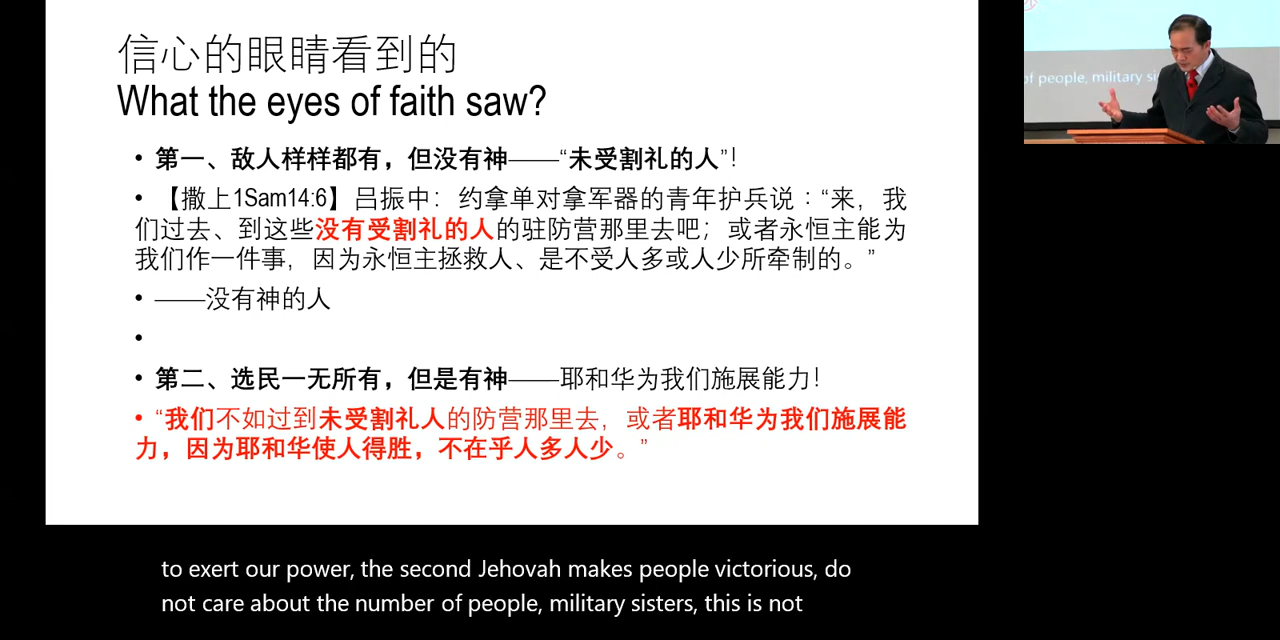 信心的眼睛看到的
What the eyes of faith saw?
• 第一、敌人样样都有，但没有神——“未受割礼的人”！
• 【撒上1Sam14:6】吕振中：约拿单对拿军器的青年护兵说：“来，我
们过去、到这些没有受割礼的人的驻防营那里去吧；或者永恒主能为
我们作一件事，因为永恒主拯救人、是不受人多或人少所牵制的。”
• ——没有神的人
•
• 第二、选民一无所有，但是有神——耶和华为我们施展能力！
• “我们不如过到未受割礼人的防营那里去，或者耶和华为我们施展能
力，因为耶和华使人得胜，不在乎人多人少。”
of people, military
to exert our power, the second Jehovah makes people victorious, do
not care about the number of people, military sisters, this is not